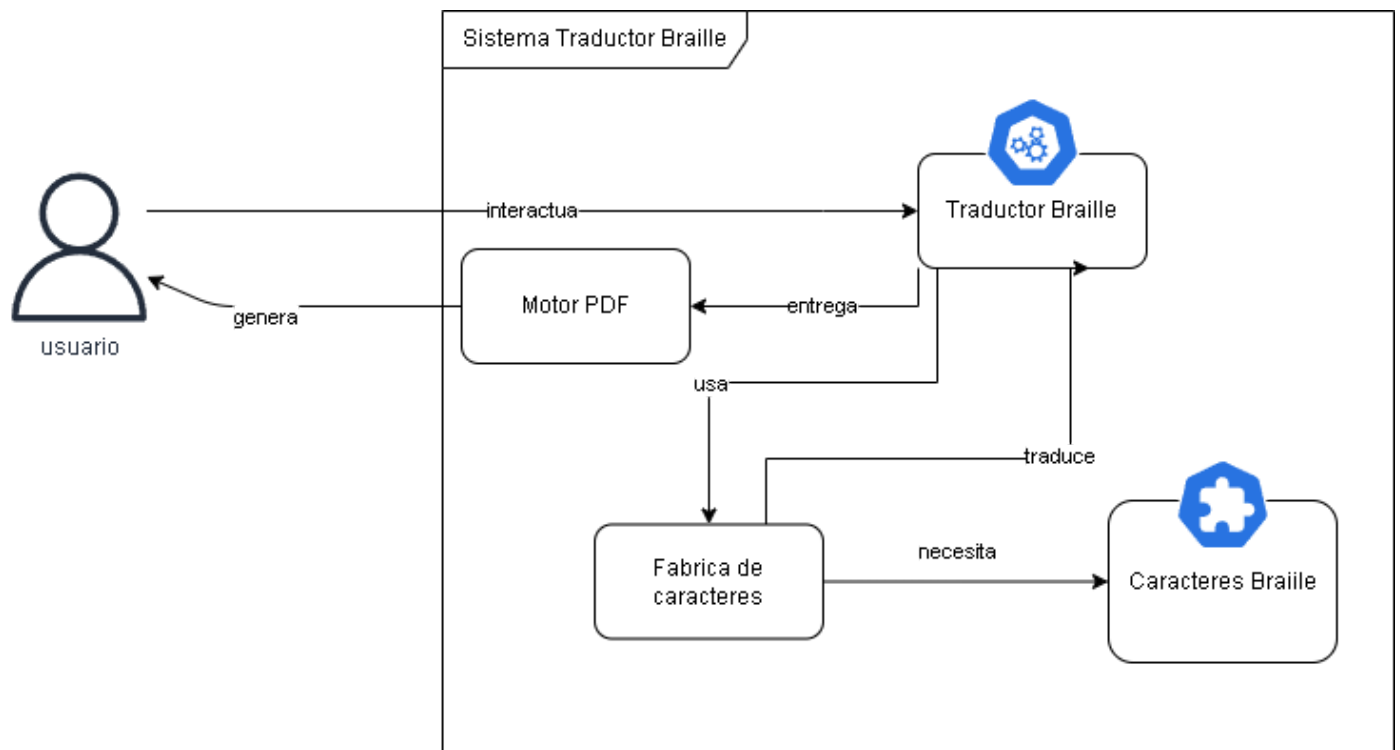 Sistema Traductor Braille
Traductor Braille
interactua
usuario
genera
Motor PDF
entrega
usa
traduce
Fabrica de
caracteres
necesita
Caracteres Braiile